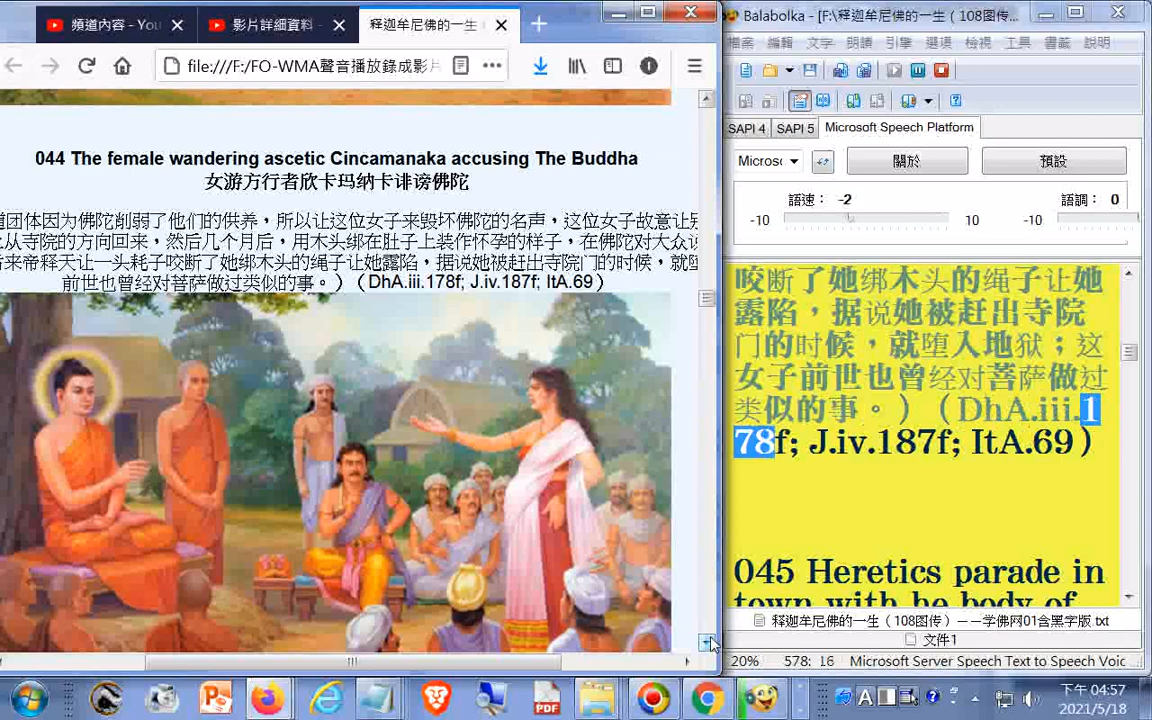 頻道內容 - You
影片詳細資料 -
释迦牟尼佛的一生
file:///F:/FO-WMA聲音播放錄成影片
044 The female wandering ascetic Cincamanaka accusing The Buddha
女游方行者欣卡玛纳卡诽谤佛陀
道团体因为佛陀削弱了他们的供养，所以让这位女子来毁坏佛陀的名声，这位女子故意让别
从寺院的方向回来，然后几个月后，用木头绑在肚子上装作怀孕的样子，在佛陀对大众说
来帝释天让一头耗子咬断了她绑木头的绳子让她露陷，据说她被赶出寺院门的时候，就堕
前世也曾经对菩萨做过类似的事。）（DhA.iii.178f; J.iv.187f; ItA.69）
Balabolka - [F:\释迦牟尼佛的一生（108图传...
檔案 編輯 文字 朗讀 引擎 選項 檢視 工具 書籤 說明
SAPI 4 SAPI 5 Microsoft Speech Platform
Micros 關於 預設
語速： -2 語調： 0
-10 10 -10
咬断了她绑木头的绳子让她
露陷，据说她被赶出寺院
门的时候，就堕入地狱；这
女子前世也曾经对菩萨做过
类似的事。）（DhA.iii.1
78f; J.iv.187f; ItA.69）
045 Heretics parade in
town with he body of
释迦牟尼佛的一生（108图传）——学佛网01含黑字版.txt
文件1
20% 578: 16 Microsoft Server Speech Text to Speech Voic
下午 04:57
2021/5/18